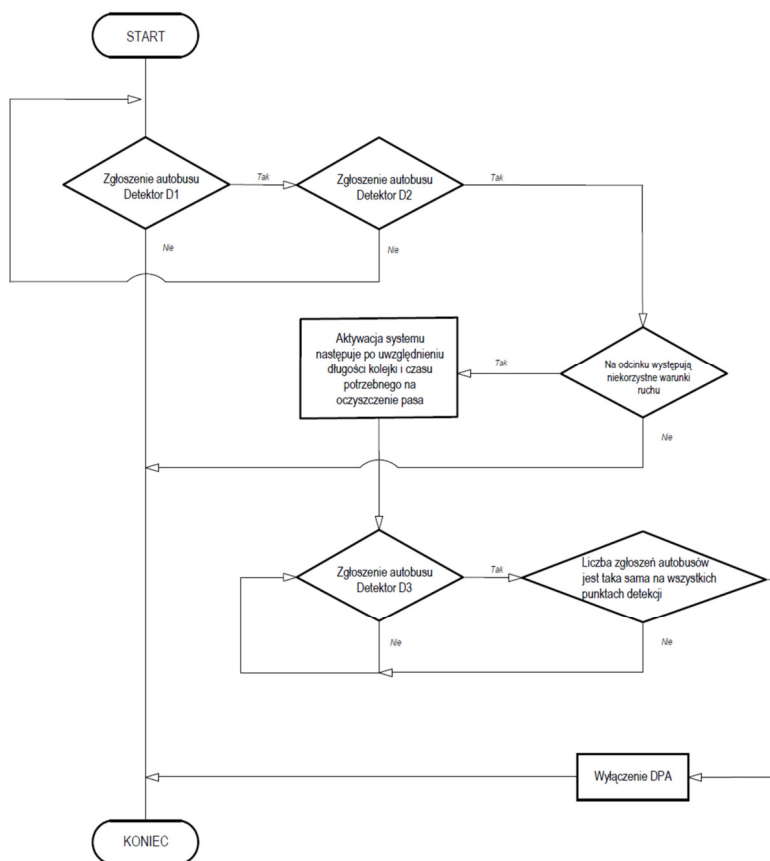 START
Zgłoszenie autobusu
Detektor D1
Tak
Zgłoszenie autobusu
Detektor D2
Tak
Nie
Nie
Aktywacja systemu
następuje po uwzględnieniu
długości kolejki i czasu
potrzebnego na
oczyszczenie pasa
Tak
Na odcinku występują
niekorzystne warunki
ruchu
Nie
Zgłoszenie autobusu
Detektor D3
Tak
Liczba zgłoszeń autobusów
jest taka sama na wszystkich
punktach detekcji
Nie
Nie
Wyłączenie DPA
KONIEC